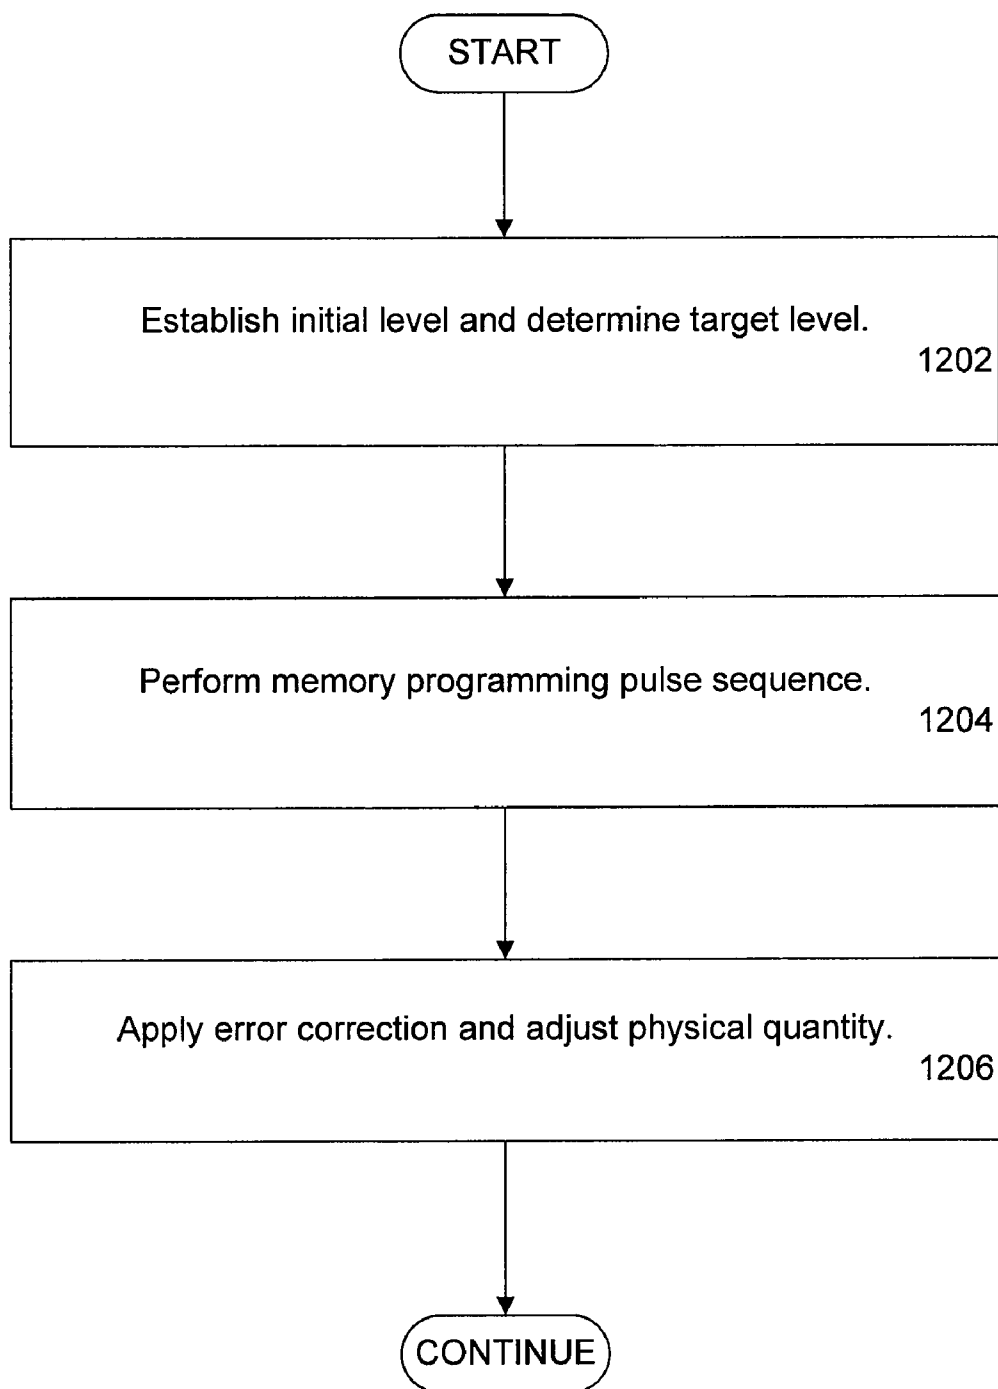 START
Establish initial level and determine target level.
1202
Perform memory programming pulse sequence.
1204
Apply error correction and adjust physical quantity.
1206
CONTINUE